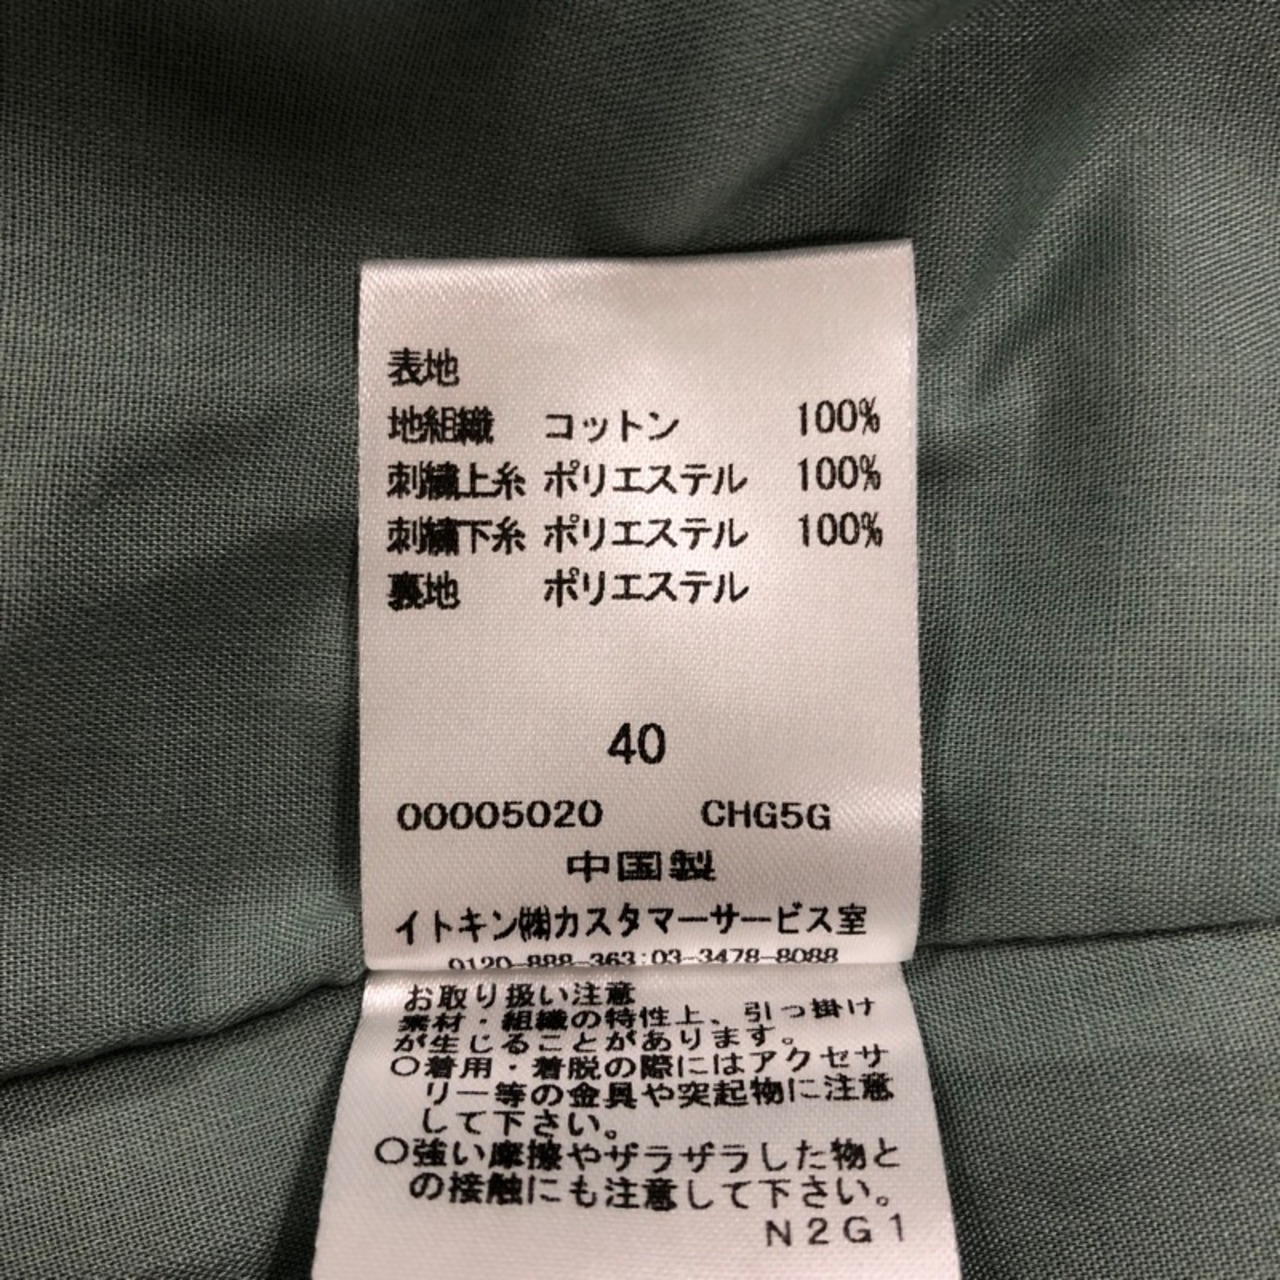 表地
地組織 コットン 100%
刺繍上糸 ポリエステル 100%
刺繍下糸 ポリエステル 100%
裏地 ポリエステル
40
00005020 CHG5G
中国製
イトキン㈱カスタマーサービス室
0120-888-363:03-3478-8088
お取り扱い注意
素材・組織の特性上、引っ掛け
が生じることがあります。
○着用・着脱の際にはアクセサ
リー等の金具や突起物に注意
して下さい。
○強い摩擦やザラザラした物と
の接触にも注意して下さい。
N2G1